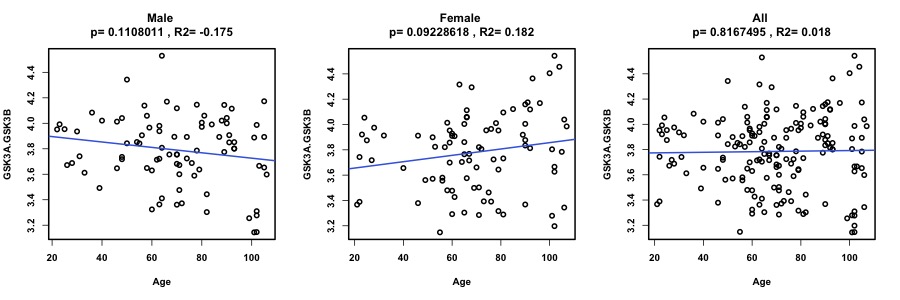 Male
p= 0.1108011 , R2= -0.175
GSK3A.GSK3B
4.4
4.2
4.0
3.8
3.6
3.4
3.2
20 40 60 80 100
Age
Female
p= 0.09228618 , R2= 0.182
GSK3A.GSK3B
4.4
4.2
4.0
3.8
3.6
3.4
3.2
20 40 60 80 100
Age
All
p= 0.8167495 , R2= 0.018
GSK3A.GSK3B
4.4
4.2
4.0
3.8
3.6
3.4
3.2
20 40 60 80 100
Age